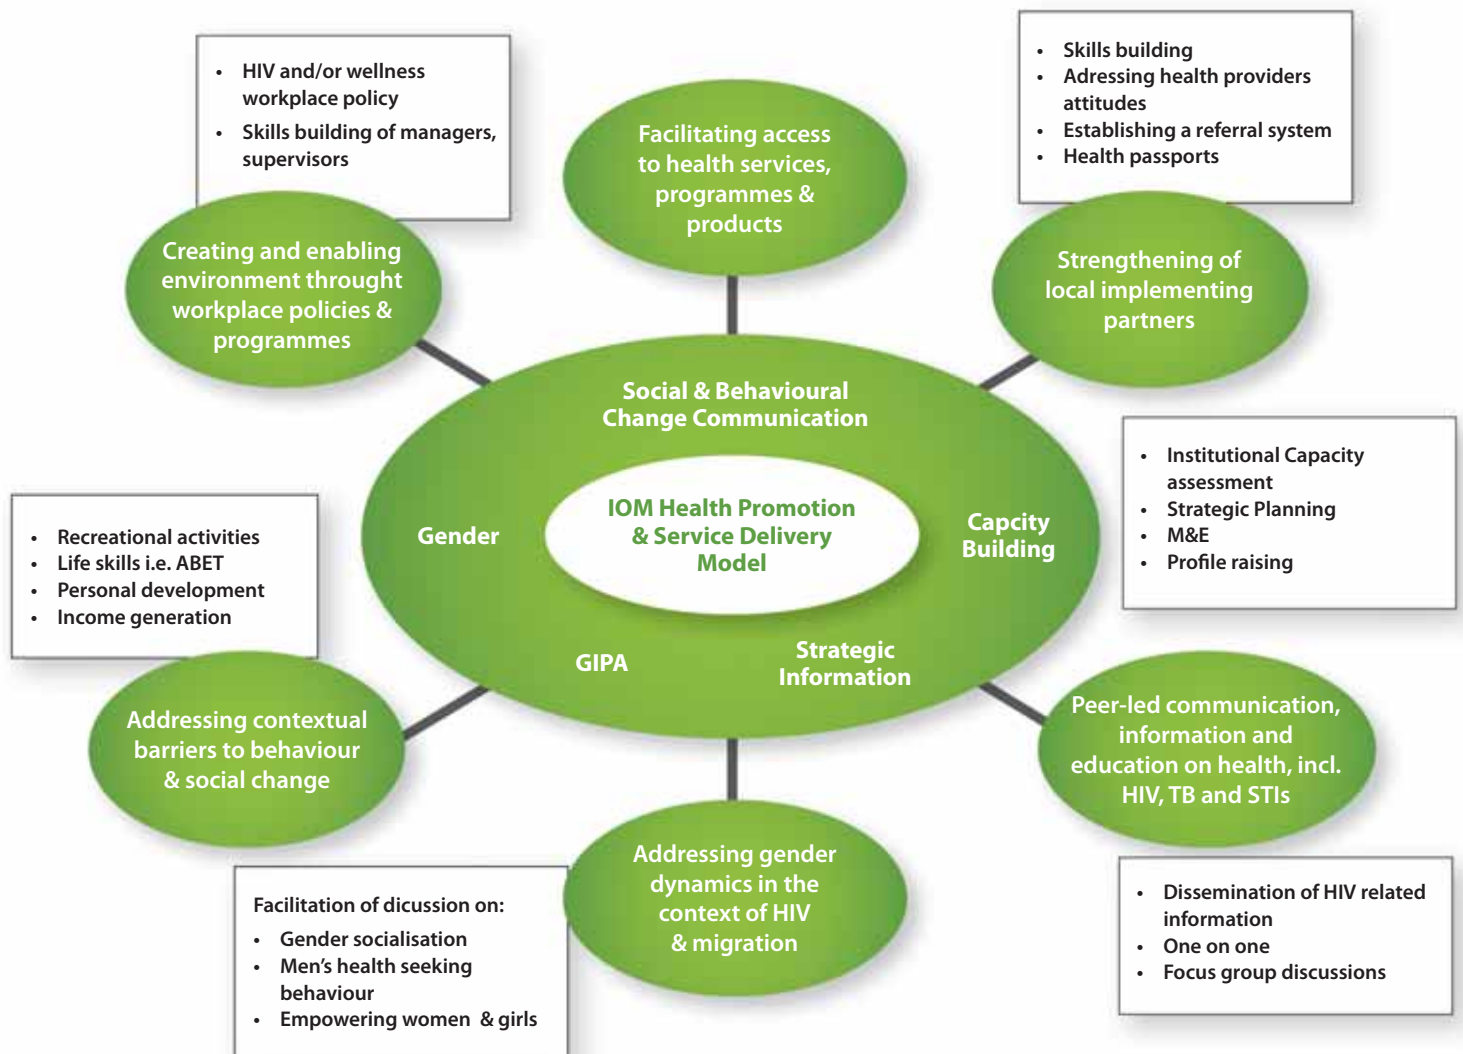 • HIV and/or wellness
workplace policy
• Skills building of managers,
supervisors
Creating and enabling
environment throught
workplace policies &
programmes
Facilitating access
to health services,
programmes &
products
• Skills building
• Adressing health providers
attitudes
• Establishing a referral system
• Health passports
Strengthening of
local implementing
partners
Social & Behavioural
Change Communication
Gender
IOM Health Promotion
& Service Delivery
Model
Capcity
Building
GIPA
Strategic
Information
• Institutional Capacity
assessment
• Strategic Planning
• M&E
• Profile raising
• Recreational activities
• Life skills i.e. ABET
• Personal development
• Income generation
Addressing contextual
barriers to behaviour
& social change
Peer-led communication,
information and
education on health, incl.
HIV, TB and STIs
Facilitation of dicussion on:
• Gender socialisation
• Men's health seeking
behaviour
• Empowering women & girls
Addressing gender
dynamics in the
context of HIV
& migration
• Dissemination of HIV related
information
• One on one
• Focus group discussions